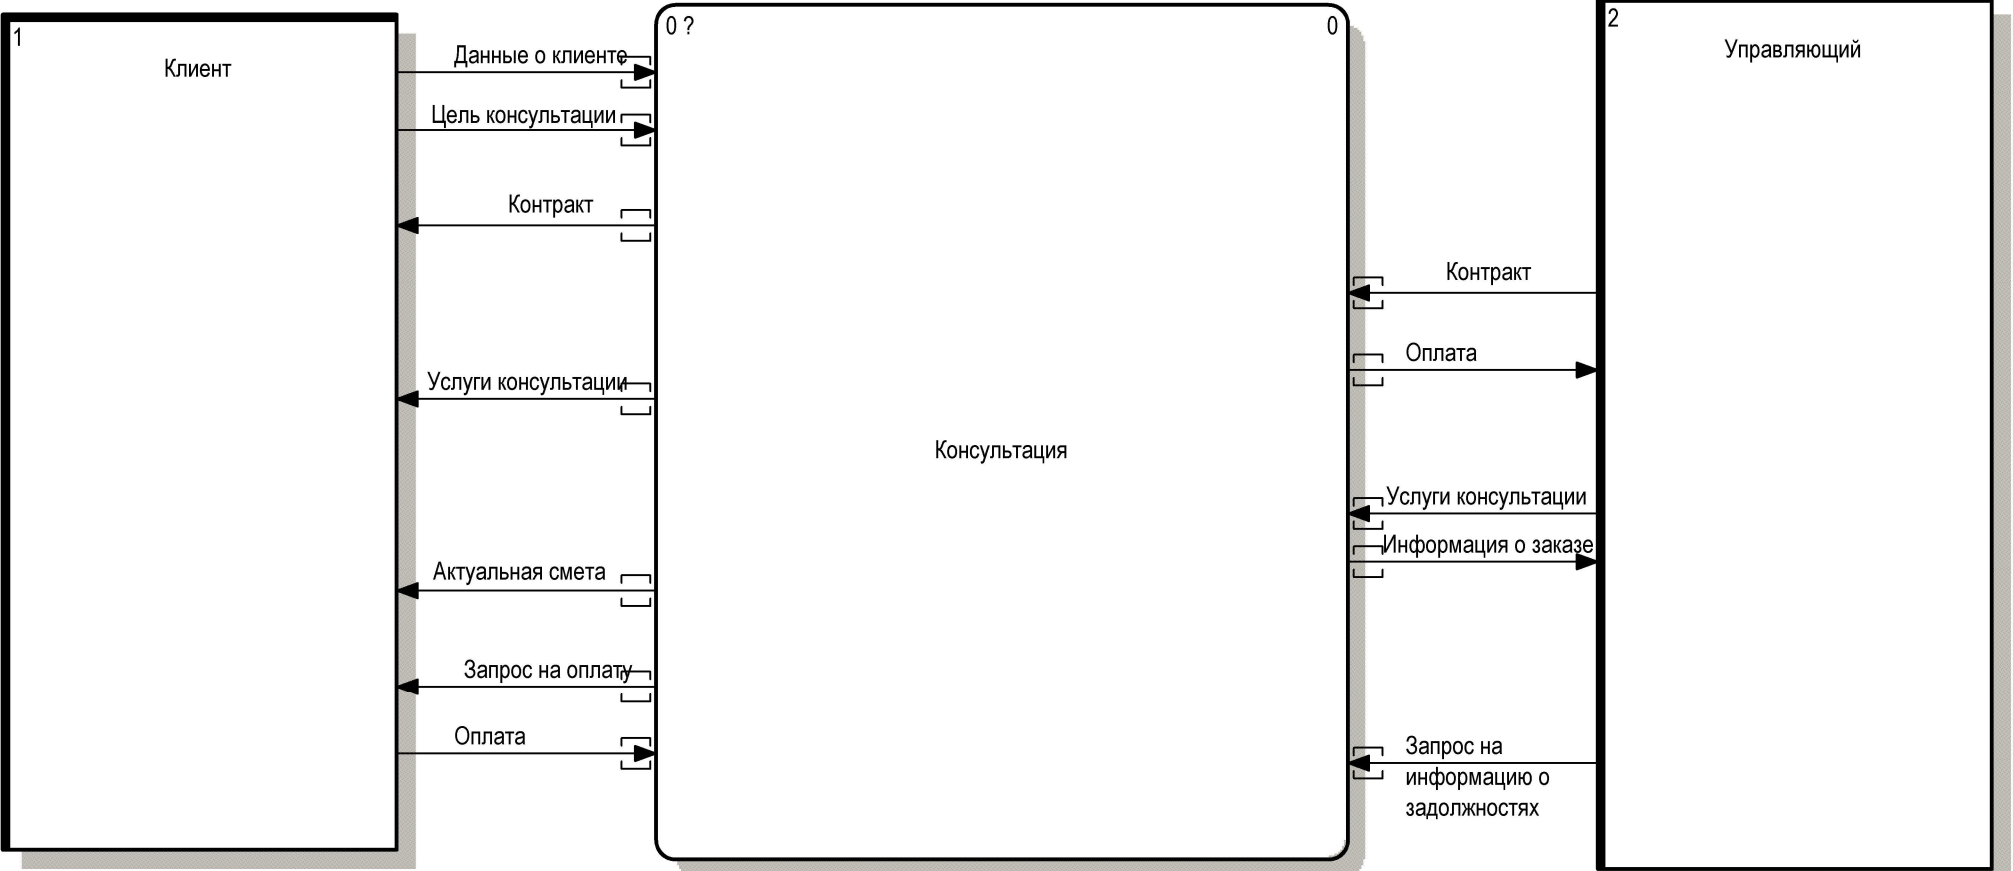 1
Клиент
Данные о клиенте
Цель консультации
Контракт
Услуги консультации
Актуальная смета
Запрос на оплату
Оплата
0 ?
0
Консультация
Контракт
Оплата
Услуги консультации
Информация о заказе
Запрос на
информацию о
задолжностях
2
Управляющий